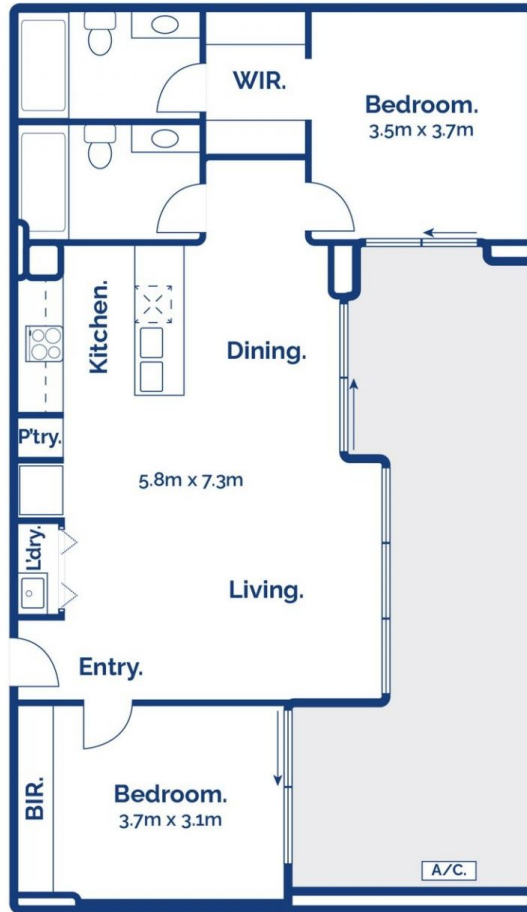 WIR.
Bedroom.
3.5m x 3.7m
Kitchen.
Dining.
P'try.
5.8m x 7.3m
L'dry.
Living.
Entry.
BIR.
Bedroom.
3.7m x 3.1m
A/C.